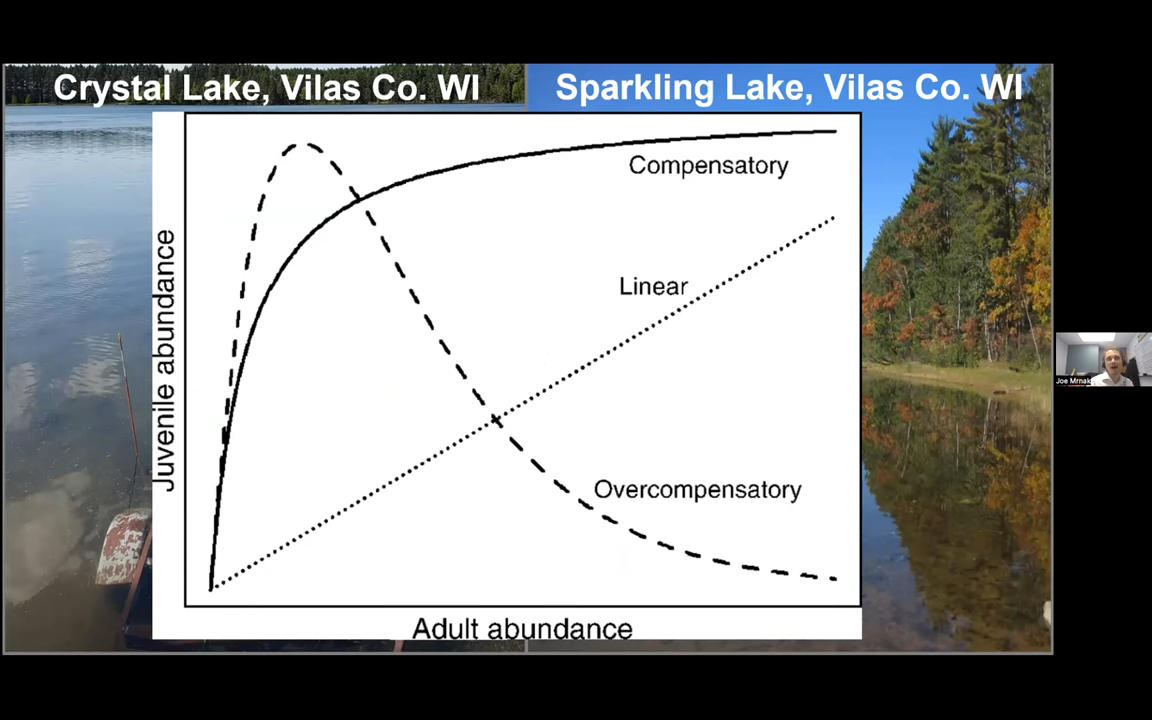 Crystal Lake, Vilas Co. WI
Sparkling Lake, Vilas Co. WI
Compensatory
Linear
Overcompensatory
Juvenile abundance
Adult abundance
Joe Mrnak